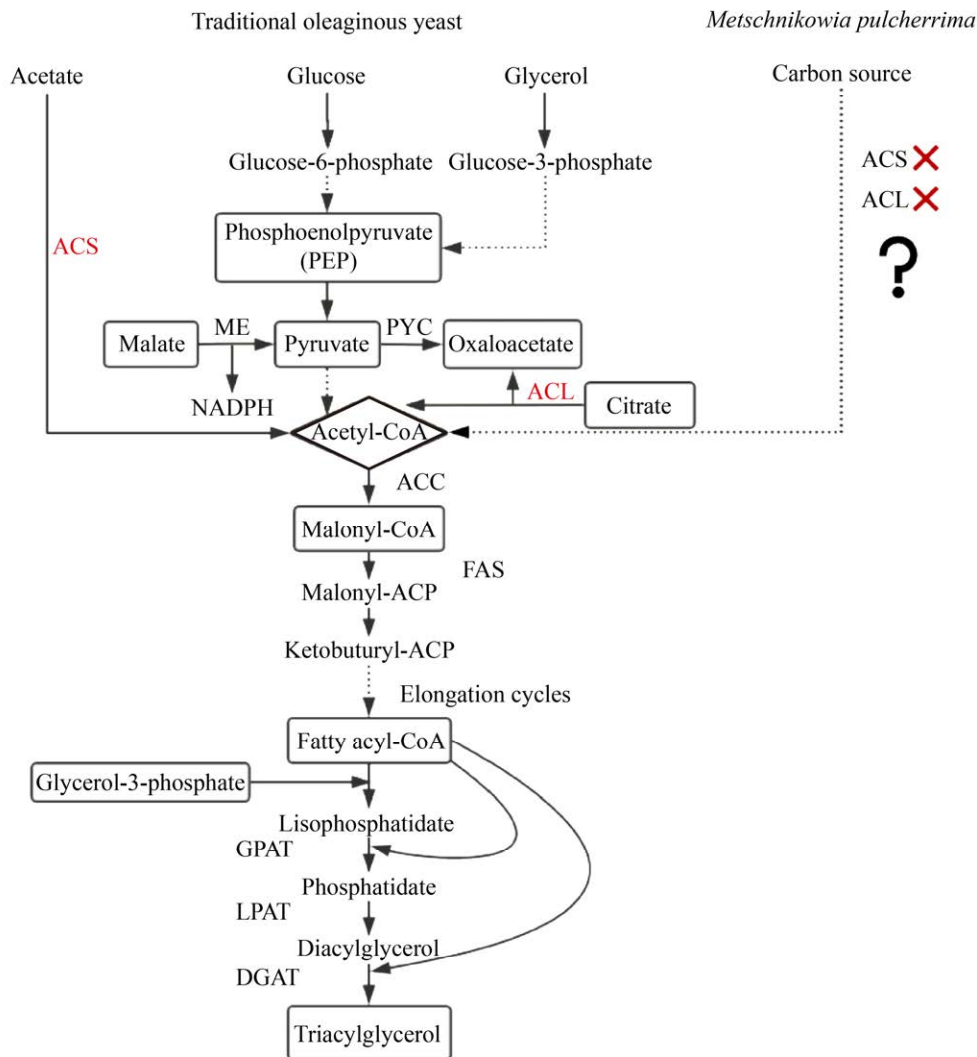 Traditional oleaginous yeast
Metschnikowia pulcherrima
Acetate
Glucose
Glycerol
Carbon source
Glucose-6-phosphate
Glucose-3-phosphate
ACS
ACL
?
ACS
Phosphoenolpyruvate
(PEP)
Malate
ME
Pyruvate
PYC
Oxaloacetate
NADPH
ACL
Citrate
Acetyl-CoA
ACC
Malonyl-CoA
FAS
Malonyl-ACP
Ketobuturyl-ACP
Elongation cycles
Fatty acyl-CoA
Glycerol-3-phosphate
Lisophosphatidate
GPAT
Phosphatidate
LPAT
Diacylglycerol
DGAT
Triacylglycerol